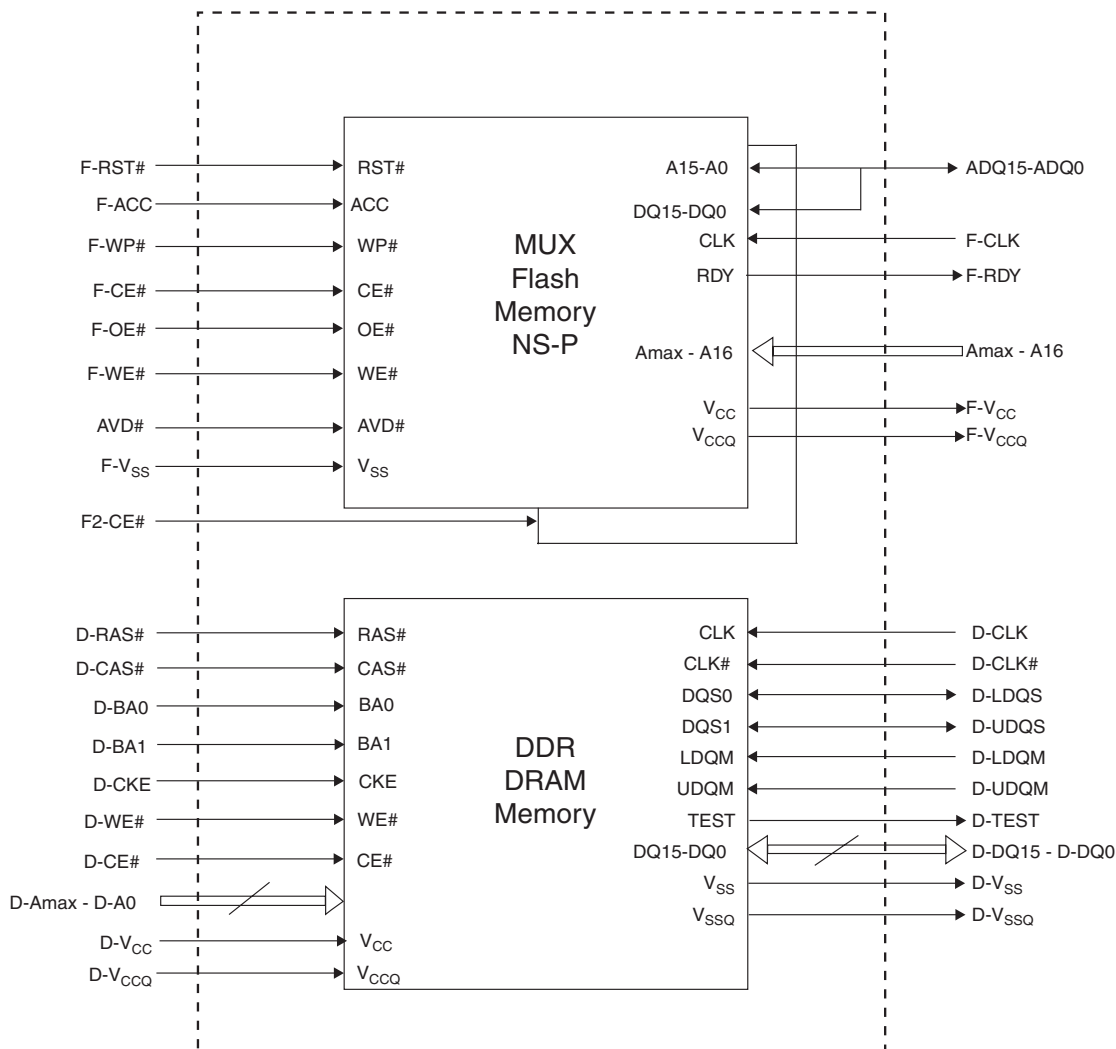 F-RST#
F-ACC
F-WP#
F-CE#
F-OE#
F-WE#
AVD#
F-VSS
F2-CE#
RST#
ACC
WP#
CE#
OE#
WE#
AVD#
VSS
MUX
Flash
Memory
NS-P
A15-A0
DQ15-DQ0
CLK
RDY
Amax - A16
VCC
VCCQ
ADQ15-ADQ0
F-CLK
F-RDY
Amax - A16
F-VCC
F-VCCQ
D-RAS#
D-CAS#
D-BA0
D-BA1
D-CKE
D-WE#
D-CE#
D-Amax - D-A0
D-VCC
D-VCCQ
RAS#
CAS#
BA0
BA1
CKE
WE#
CE#
VCC
VCCQ
DDR
DRAM
Memory
CLK
CLK#
DQS0
DQS1
LDQM
UDQM
TEST
DQ15-DQ0
VSS
VSSQ
D-CLK
D-CLK#
D-LDQS
D-UDQS
D-LDQM
D-UDQM
D-TEST
D-DQ15 - D-DQ0
D-VSS
D-VSSQ